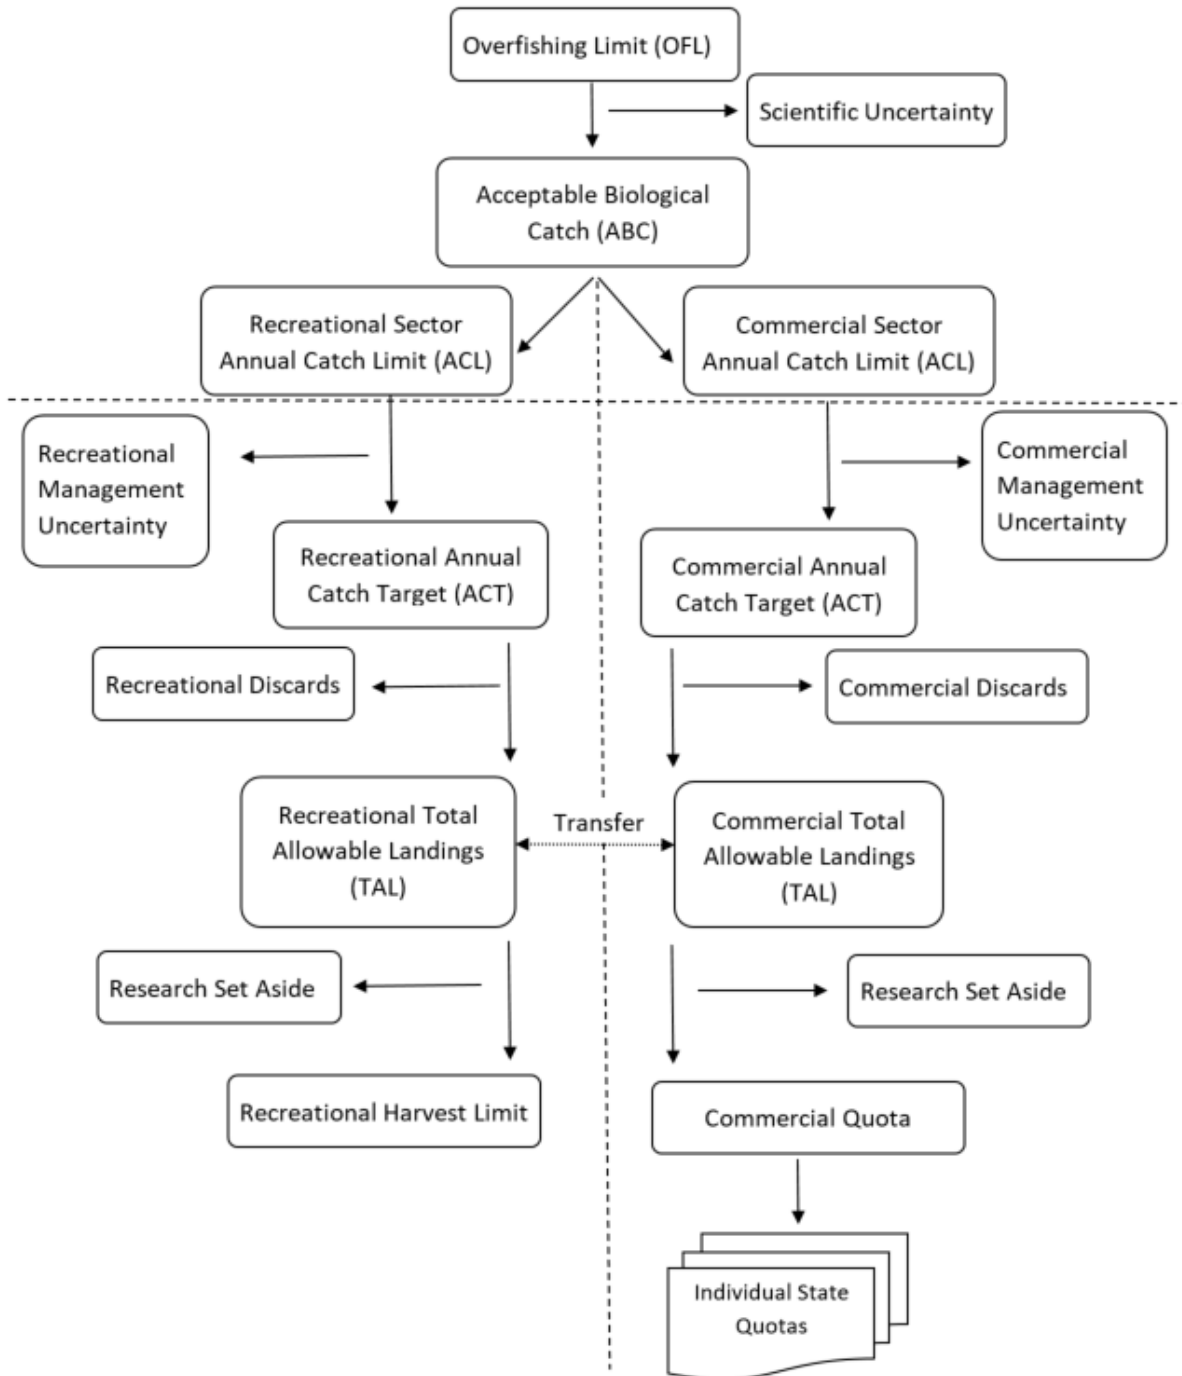 Overfishing Limit (OFL)
Scientific Uncertainty
Acceptable Biological
Catch (ABC)
Recreational Sector
Annual Catch Limit (ACL)
Commercial Sector
Annual Catch Limit (ACL)
Recreational
Management
Uncertainty
Commercial
Management
Uncertainty
Recreational Annual
Catch Target (ACT)
Commercial Annual
Catch Target (ACT)
Recreational Discards
Commercial Discards
Recreational Total
Allowable Landings
(TAL)
Transfer
Commercial Total
Allowable Landings
(TAL)
Research Set Aside
Research Set Aside
Recreational Harvest Limit
Commercial Quota
Individual State
Quotas